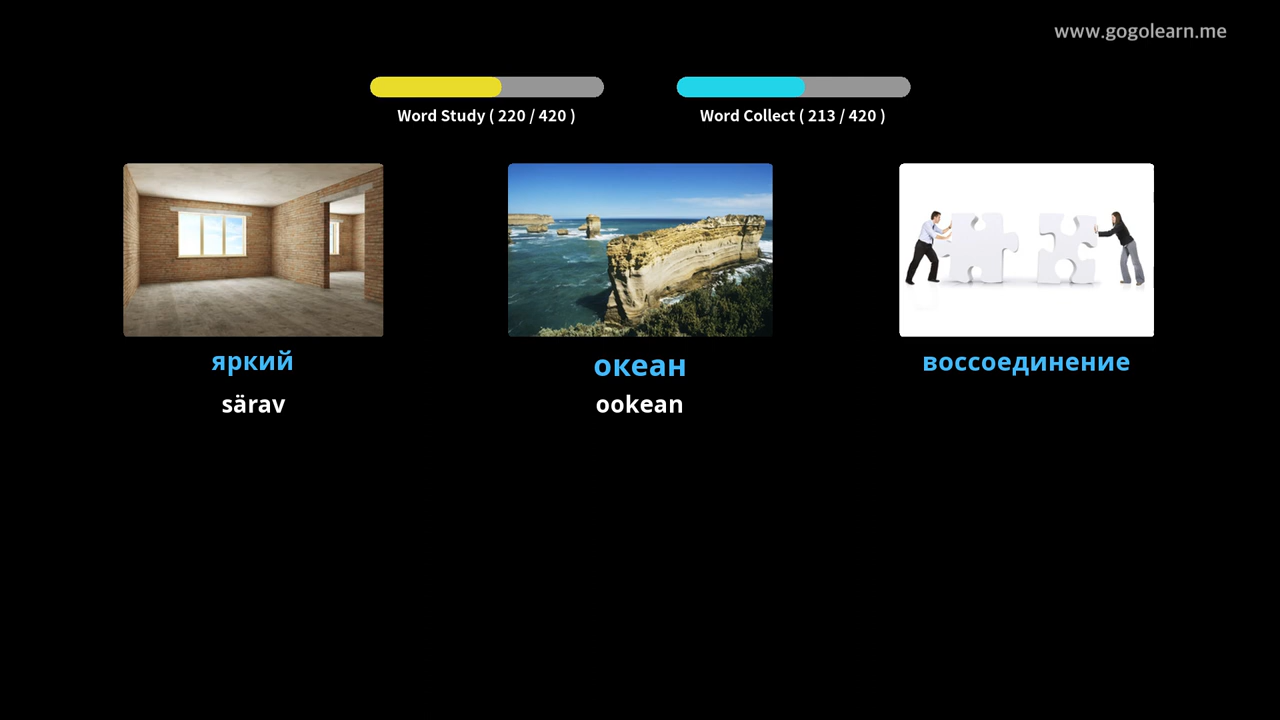 www.gogolearn.me
Word Study ( 220 / 420 )
Word Collect ( 213 / 420 )
яркий
särav
океан
ookean
воссоединение